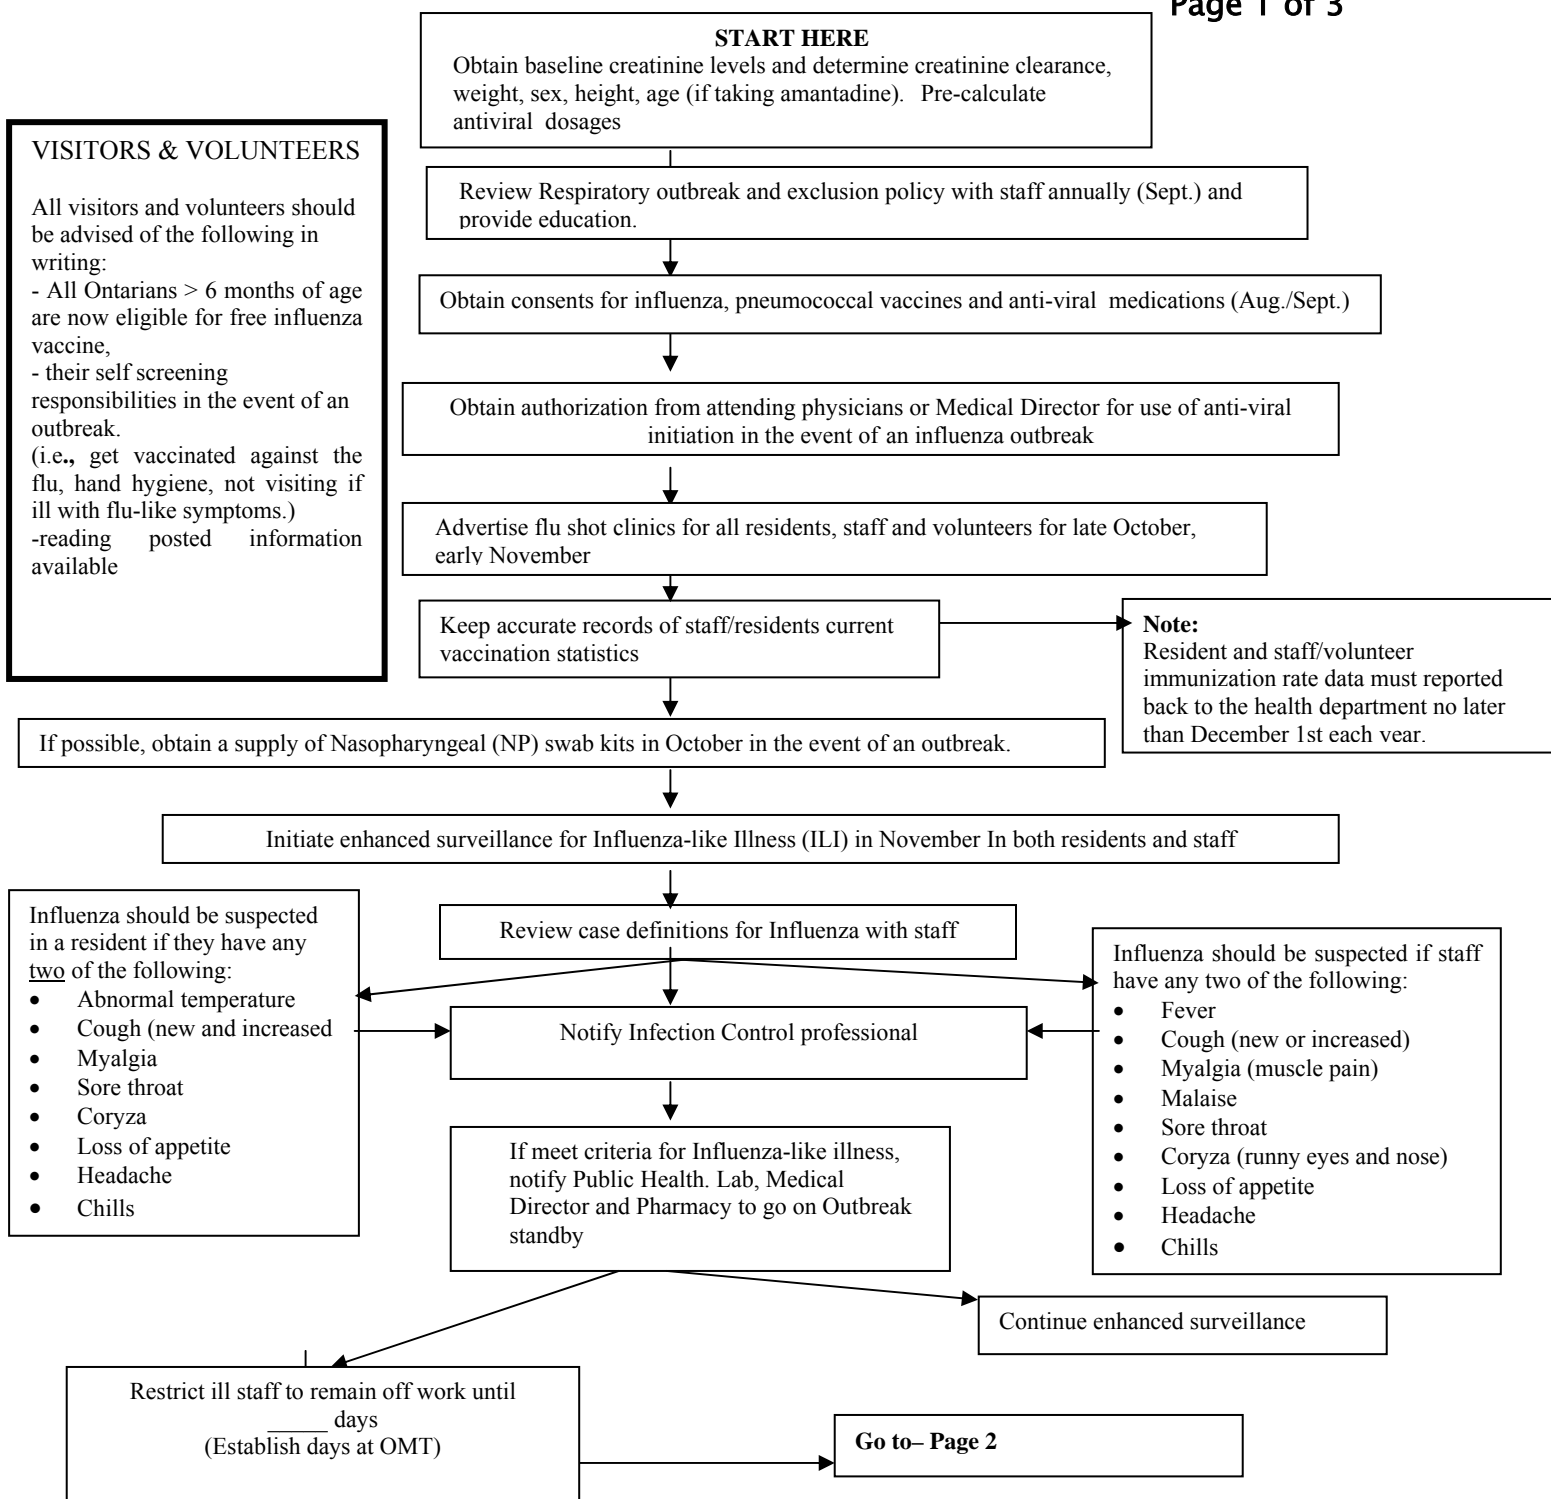 Page 1 of 3
START HERE
Obtain baseline creatinine levels and determine creatinine clearance,
weight, sex, height, age (if taking amantadine). Pre-calculate
antiviral dosages
VISITORS & VOLUNTEERS
All visitors and volunteers should
be advised of the following in
writing:
- All Ontarians > 6 months of age
are now eligible for free influenza
vaccine,
- their self screening
responsibilities in the event of an
outbreak.
(i.e., get vaccinated against the
flu, hand hygiene, not visiting if
ill with flu-like symptoms.)
-reading posted information
available
Review Respiratory outbreak and exclusion policy with staff annually (Sept.) and
provide education.
Obtain consents for influenza, pneumococcal vaccines and anti-viral medications (Aug./Sept.)
Obtain authorization from attending physicians or Medical Director for use of anti-viral
initiation in the event of an influenza outbreak
Advertise flu shot clinics for all residents, staff and volunteers for late October,
early November
Keep accurate records of staff/residents current
vaccination statistics
Note:
Resident and staff/volunteer
immunization rate data must reported
back to the health department no later
than December 1st each year.
If possible, obtain a supply of Nasopharyngeal (NP) swab kits in October in the event of an outbreak.
Initiate enhanced surveillance for Influenza-like Illness (ILI) in November In both residents and staff
Review case definitions for Influenza with staff
Influenza should be suspected
in a resident if they have any
two of the following:
• Abnormal temperature
• Cough (new and increased
• Myalgia
• Sore throat
• Coryza
• Loss of appetite
• Headache
• Chills
Notify Infection Control professional
Influenza should be suspected if staff
have any two of the following:
• Fever
• Cough (new or increased)
• Myalgia (muscle pain)
• Malaise
• Sore throat
• Coryza (runny eyes and nose)
• Loss of appetite
• Headache
• Chills
If meet criteria for Influenza-like illness,
notify Public Health. Lab, Medical
Director and Pharmacy to go on Outbreak
standby
Continue enhanced surveillance
Restrict ill staff to remain off work until
_____ days
(Establish days at OMT)
Go to– Page 2